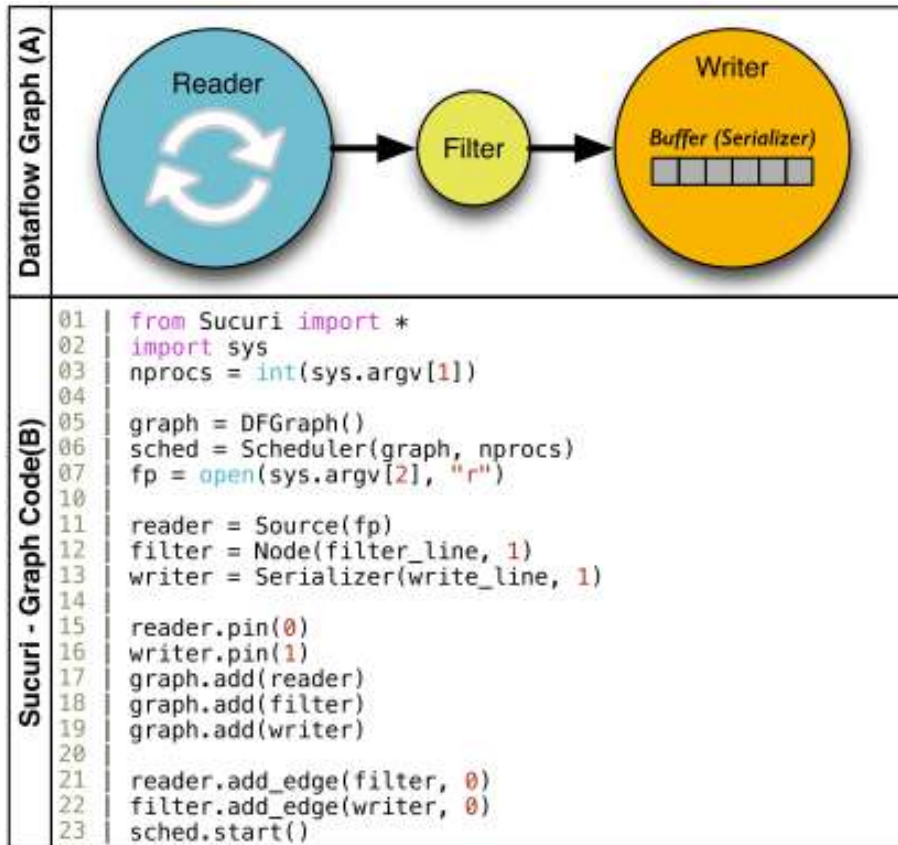 Dataflow Graph (A)
Reader
Filter
Writer
Buffer (Serializer)
Sucuri - Graph Code(B)
01 | from Sucuri import *
02 | import sys
03 | nprocs = int(sys.argv[1])
04 |
05 | graph = DFGraph()
06 | sched = Scheduler(graph, nprocs)
07 | fp = open(sys.argv[2], "r")
10 |
11 | reader = Source(fp)
12 | filter = Node(filter_line, 1)
13 | writer = Serializer(write_line, 1)
14 |
15 | reader.pin(0)
16 | writer.pin(1)
17 | graph.add(reader)
18 | graph.add(filter)
19 | graph.add(writer)
20 |
21 | reader.add_edge(filter, 0)
22 | filter.add_edge(writer, 0)
23 | sched.start()